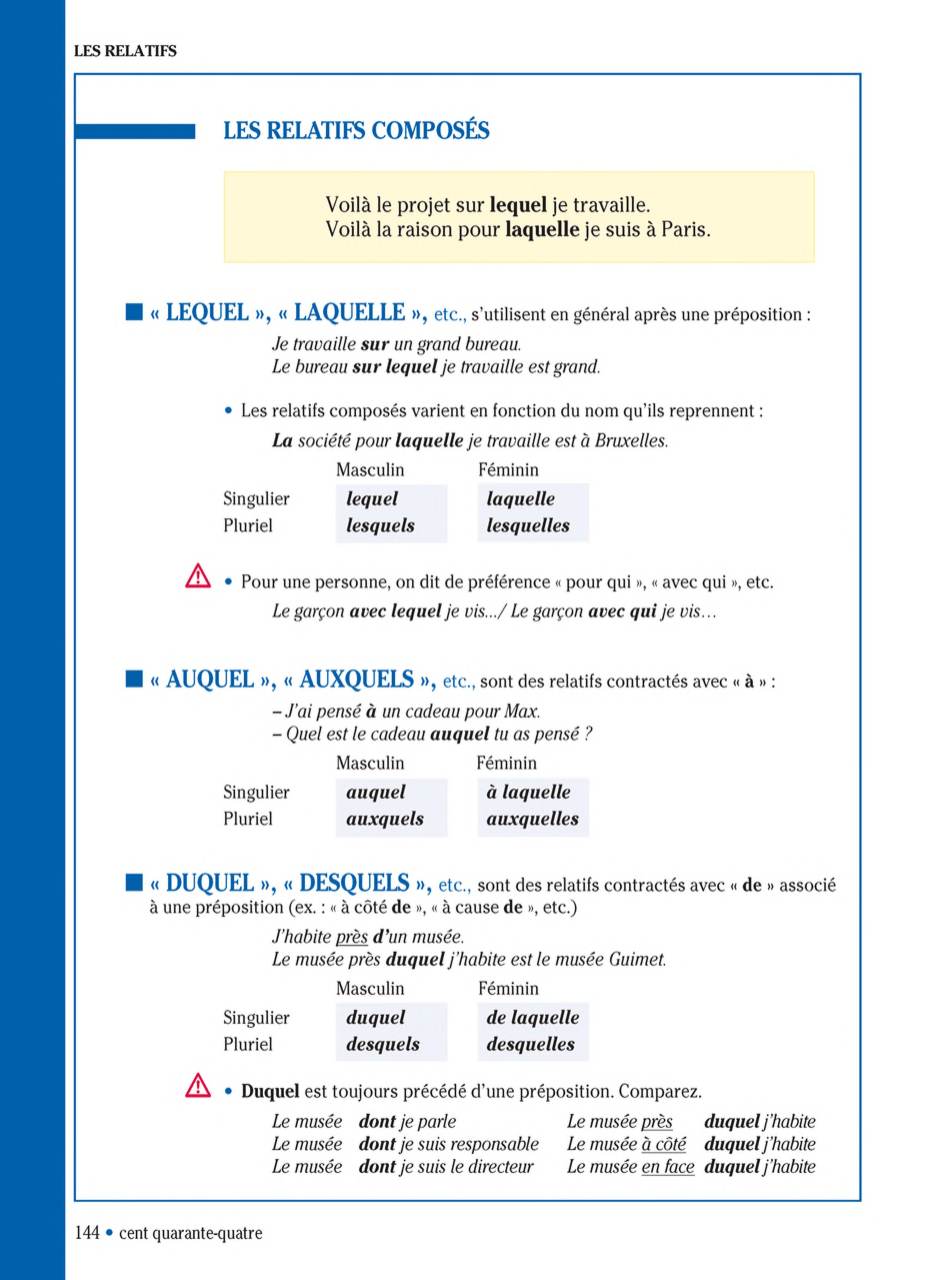 LES RELATIFS
LES RELATIFS COMPOSÉS
Voilà le projet sur lequel je travaille.
Voilà la raison pour laquelle je suis à Paris.
■ « LEQUEL », « LAQUELLE », etc., s'utilisent en général après une préposition :
Je travaille sur un grand bureau.
Le bureau sur lequel je travaille est grand.
• Les relatifs composés varient en fonction du nom qu'ils reprennent :
La société pour laquelle je travaille est à Bruxelles.
Masculin Féminin
Singulier lequel laquelle
Pluriel lesquels lesquelles
• Pour une personne, on dit de préférence « pour qui », « avec qui », etc.
Le garçon avec lequel je vis.../ Le garçon avec qui je vis…
■ « AUQUEL », « AUXQUELS », etc., sont des relatifs contractés avec « à » :
– J'ai pensé à un cadeau pour Max.
– Quel est le cadeau auquel tu as pensé ?
Masculin Féminin
Singulier auquel à laquelle
Pluriel auxquels auxquelles
■ « DUQUEL », « DESQUELS », etc., sont des relatifs contractés avec « de » associé
à une préposition (ex. : « à côté de », « à cause de », etc.)
J'habite près d'un musée.
Le musée près duquel j'habite est le musée Guimet.
Masculin Féminin
Singulier duquel de laquelle
Pluriel desquels desquelles
• Duquel est toujours précédé d'une préposition. Comparez.
Le musée dont je parle Le musée près duquel j'habite
Le musée dont je suis responsable Le musée à côté duquel j'habite
Le musée dont je suis le directeur Le musée en face duquel j'habite
144 • cent quarante-quatre